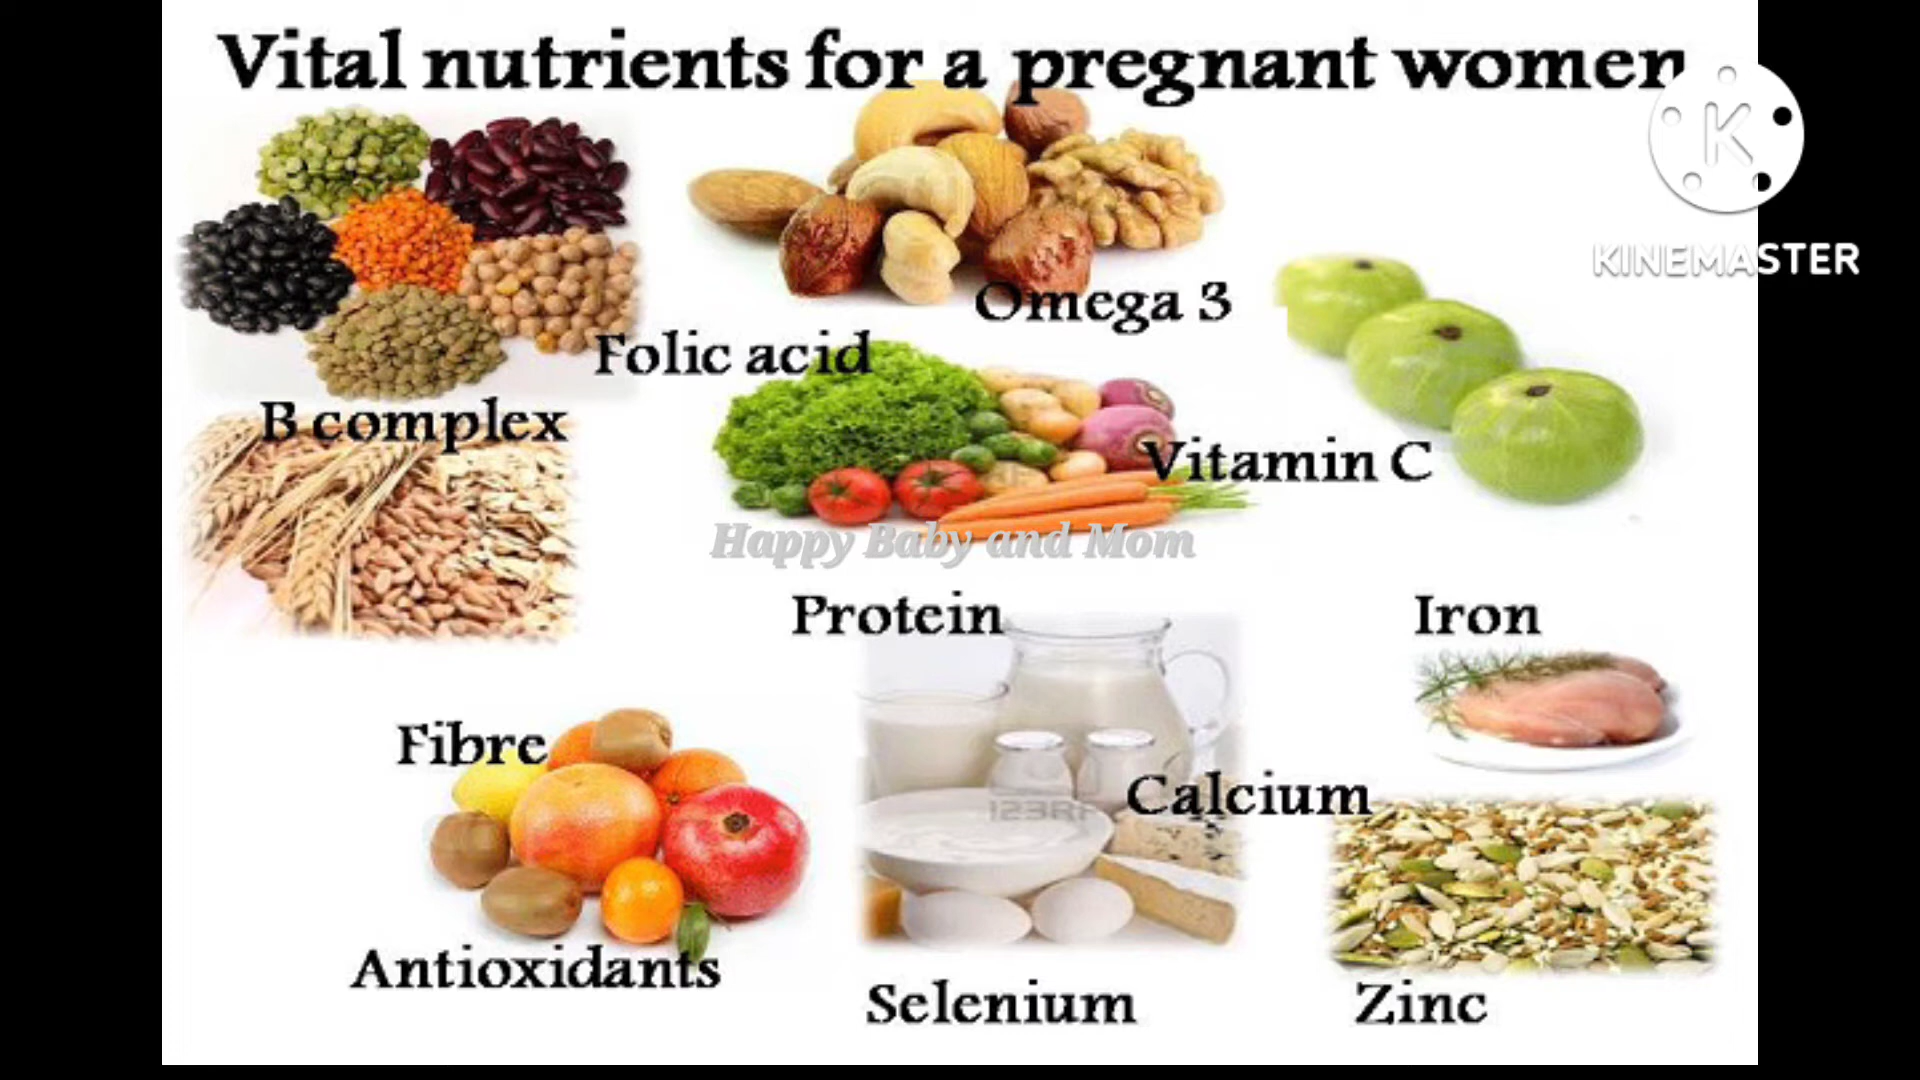 Vital nutrients for a pregnant women
K
KINEMASTER
Omega 3
Folic acid
B complex
Vitamin C
Happy Baby and Mom
Protein
Iron
Fibre
Calcium
123RF
Antioxidants
Selenium
Zinc